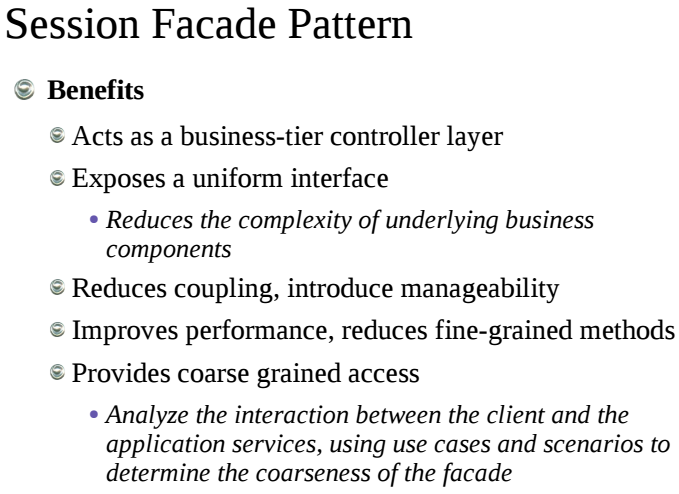 Session Facade Pattern
Benefits
Acts as a business-tier controller layer
Exposes a uniform interface
Reduces the complexity of underlying business
components
Reduces coupling, introduce manageability
Improves performance, reduces fine-grained methods
Provides coarse grained access
Analyze the interaction between the client and the
application services, using use cases and scenarios to
determine the coarseness of the facade